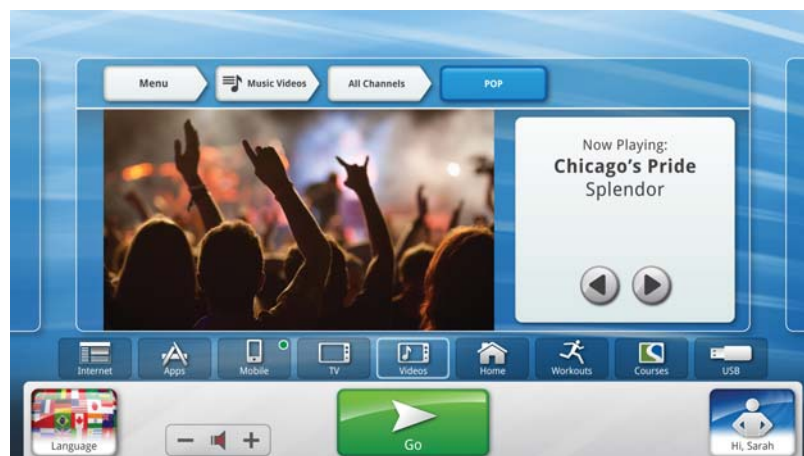 Menu
Music Videos
All Channels
POP
Now Playing:
Chicago's Pride
Splendor
Internet
Apps
Mobile
TV
Videos
Home
Workouts
Courses
USB
Language
Go
Hi, Sarah